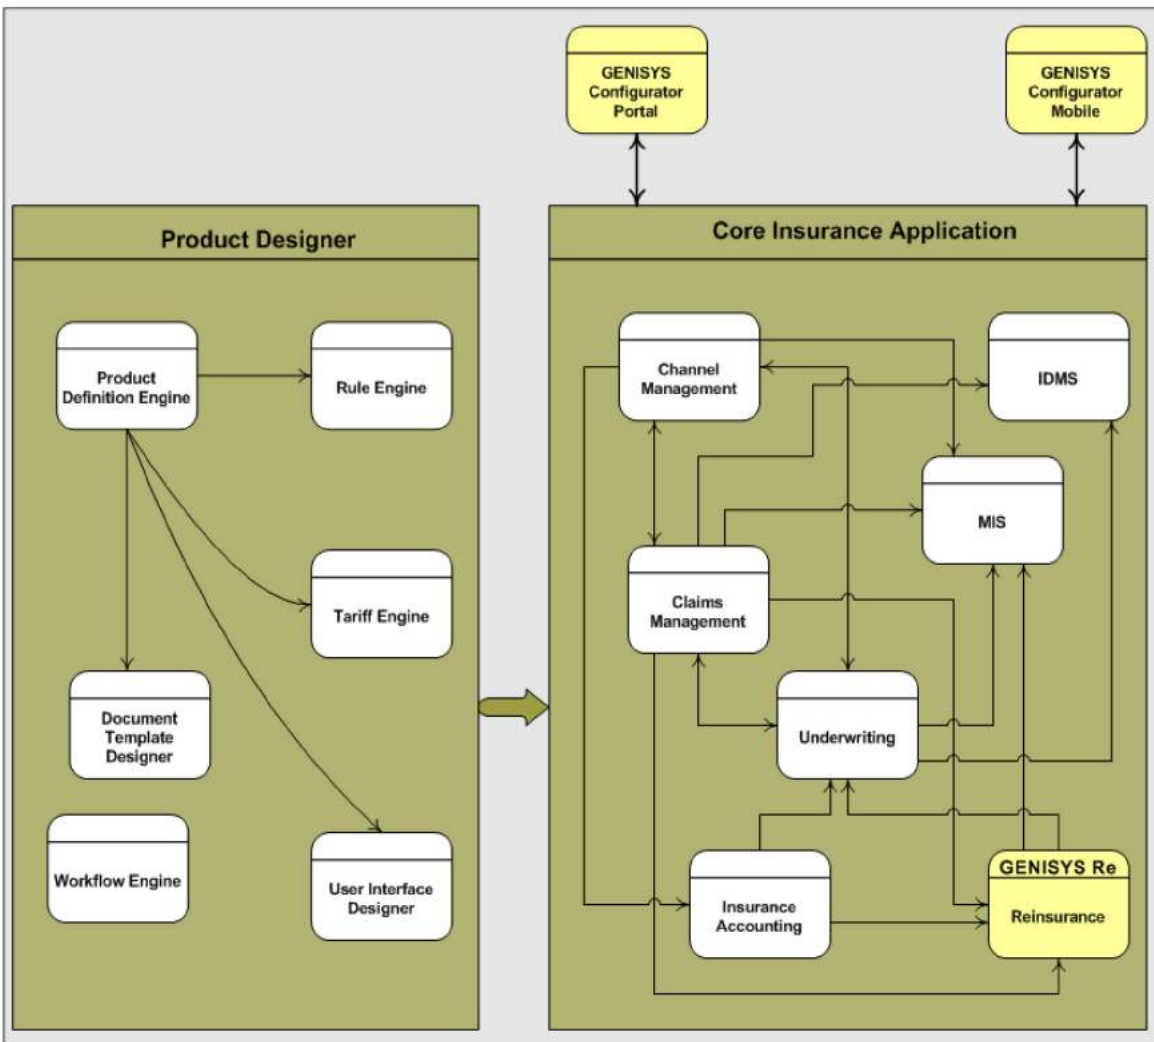 GENISYS
Configurator
Portal
GENISYS
Configurator
Mobile
Product Designer
Product
Definition Engine
Rule Engine
Tariff Engine
Document
Template
Designer
Workflow Engine
User Interface
Designer
Core Insurance Application
Channel
Management
IDMS
MIS
Claims
Management
Underwriting
Insurance
Accounting
GENISYS Re
Reinsurance